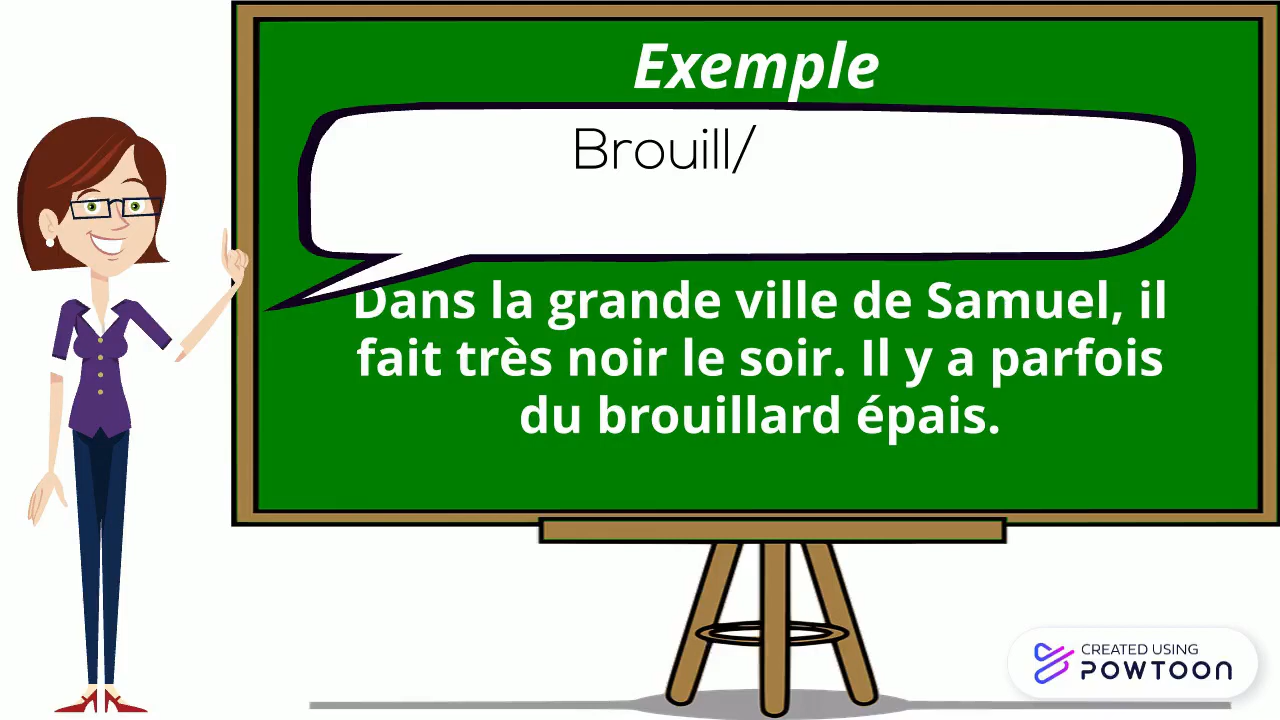 Exemple
Brouill/
Dans la grande ville de Samuel, il
fait très noir le soir. Il y a parfois
du brouillard épais.
CREATED USING
POWTOON